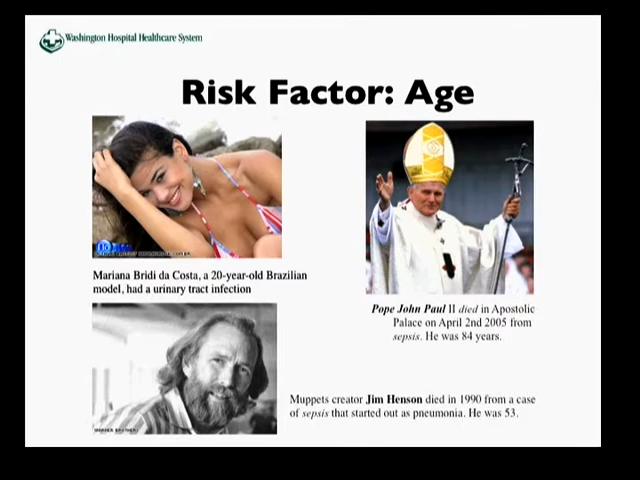 Washington Hospital Healthcare System
Risk Factor: Age
Mariana Bridi da Costa, a 20-year-old Brazilian
model, had a urinary tract infection
Pope John Paul II died in Apostolic
Palace on April 2nd 2005 from
sepsis. He was 84 years.
Muppets creator Jim Henson died in 1990 from a case
of sepsis that started out as pneumonia. He was 53.